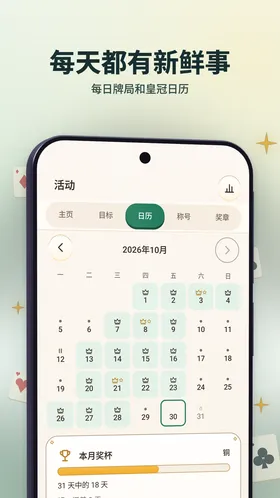 每天都有新鲜事
每日牌局和皇冠日历
活动
主页 目标 日历 称号 奖章
2026年10月
一 二 三 四 五 六 日
1 2 3 4
5 6 7 8 9 10 11
12 13 14 15 16 17 18
19 20 21 22 23 24 25
26 27 28 29 30 31
本月奖杯 铜
31 天中的 18 天